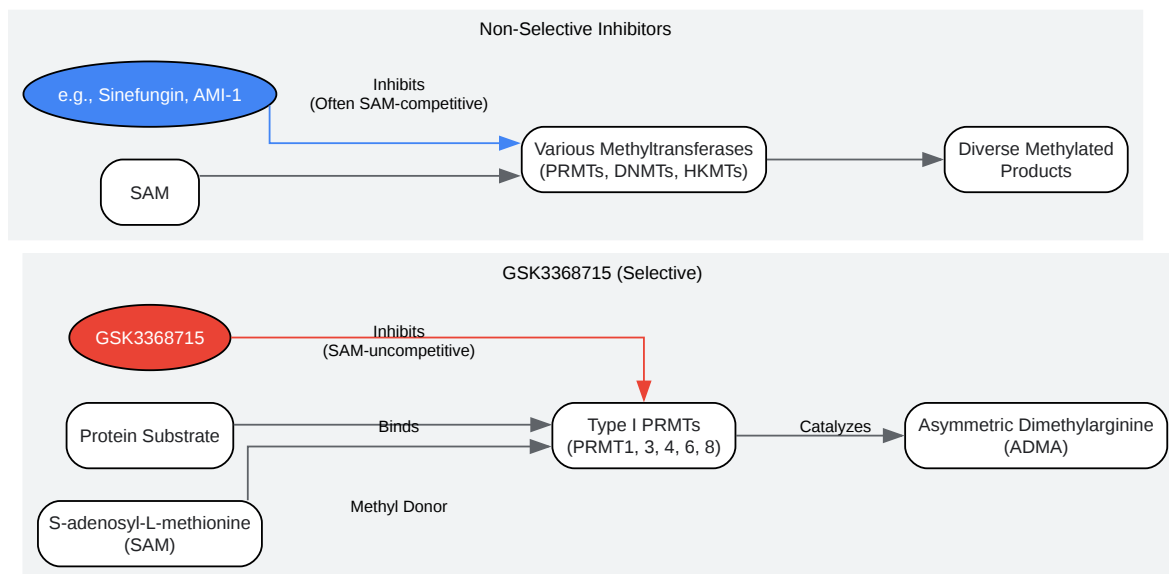 Non-Selective Inhibitors
e.g., Sinefungin, AMI-1
Inhibits
(Often SAM-competitive)
SAM
Various Methyltransferases
(PRMTs, DNMTs, HKMTs)
Diverse Methylated
Products
GSK3368715 (Selective)
GSK3368715
Inhibits
(SAM-uncompetitive)
Protein Substrate
Binds
Type I PRMTs
(PRMT1, 3, 4, 6, 8)
Catalyzes
Asymmetric Dimethylarginine
(ADMA)
S-adenosyl-L-methionine
(SAM)
Methyl Donor